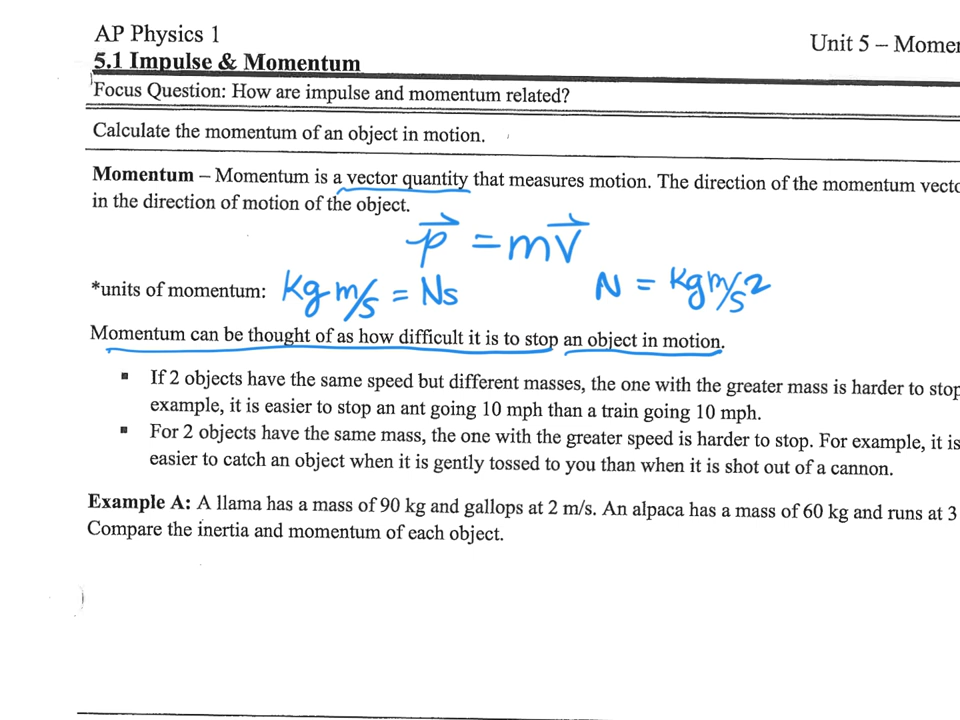 AP Physics 1
Unit 5 – Momen
5.1 Impulse & Momentum
Focus Question: How are impulse and momentum related?
Calculate the momentum of an object in motion.
Momentum – Momentum is a vector quantity that measures motion. The direction of the momentum vecto
in the direction of motion of the object.
p⃗ = mv⃗
*units of momentum: kg m/s = Ns N = kg m/s2
Momentum can be thought of as how difficult it is to stop an object in motion.
▪ If 2 objects have the same speed but different masses, the one with the greater mass is harder to stop
example, it is easier to stop an ant going 10 mph than a train going 10 mph.
▪ For 2 objects have the same mass, the one with the greater speed is harder to stop. For example, it is
easier to catch an object when it is gently tossed to you than when it is shot out of a cannon.
Example A: A llama has a mass of 90 kg and gallops at 2 m/s. An alpaca has a mass of 60 kg and runs at 3
Compare the inertia and momentum of each object.